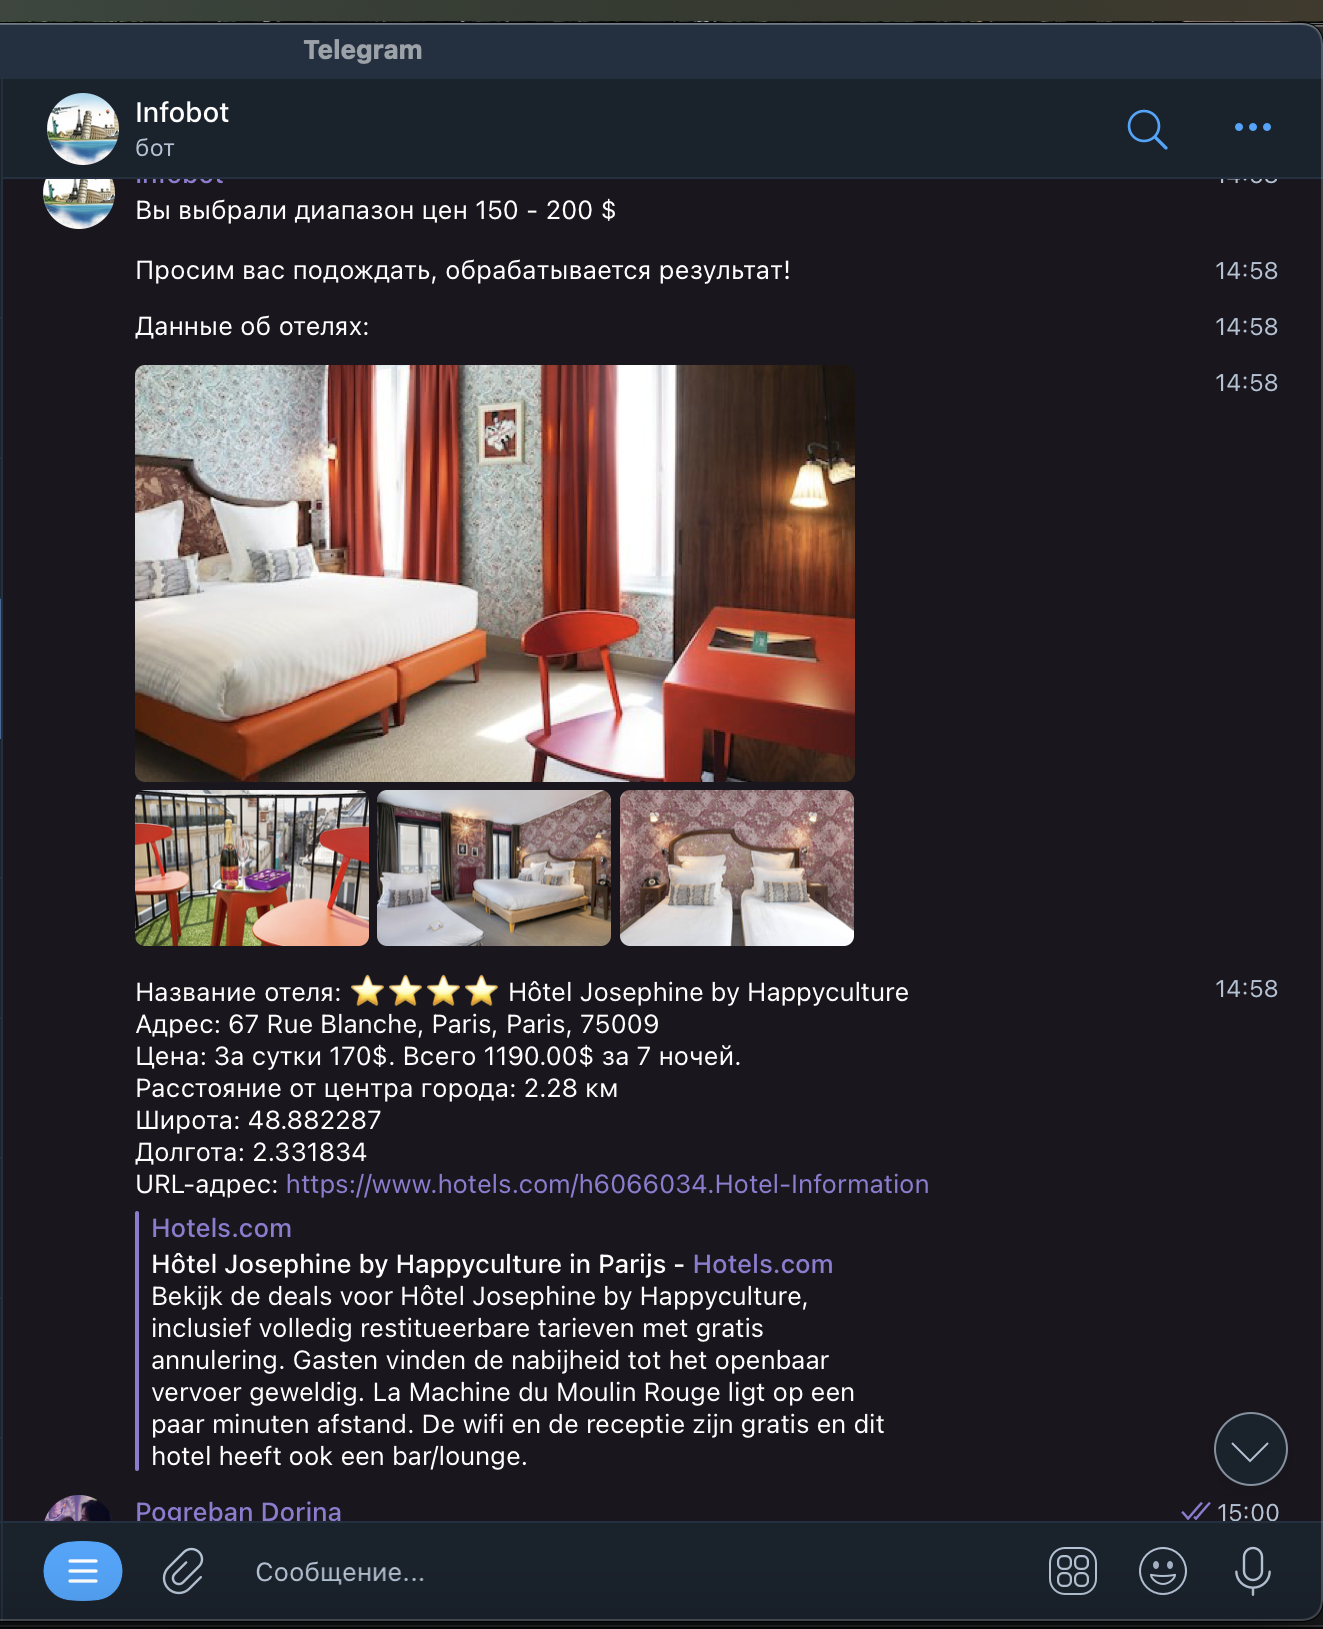 Telegram
Infobot
бот
Infobot 14:58
Вы выбрали диапазон цен 150 - 200 $
Просим вас подождать, обрабатывается результат! 14:58
Данные об отелях: 14:58
14:58
Название отеля: ⭐⭐⭐⭐ Hôtel Josephine by Happyculture 14:58
Адрес: 67 Rue Blanche, Paris, Paris, 75009
Цена: За сутки 170$. Всего 1190.00$ за 7 ночей.
Расстояние от центра города: 2.28 км
Широта: 48.882287
Долгота: 2.331834
URL-адрес: https://www.hotels.com/h6066034.Hotel-Information
Hotels.com
Hôtel Josephine by Happyculture in Parijs - Hotels.com
Bekijk de deals voor Hôtel Josephine by Happyculture,
inclusief volledig restitueerbare tarieven met gratis
annulering. Gasten vinden de nabijheid tot het openbaar
vervoer geweldig. La Machine du Moulin Rouge ligt op een
paar minuten afstand. De wifi en de receptie zijn gratis en dit
hotel heeft ook een bar/lounge.
Pogreban Dorina 15:00
Сообщение...